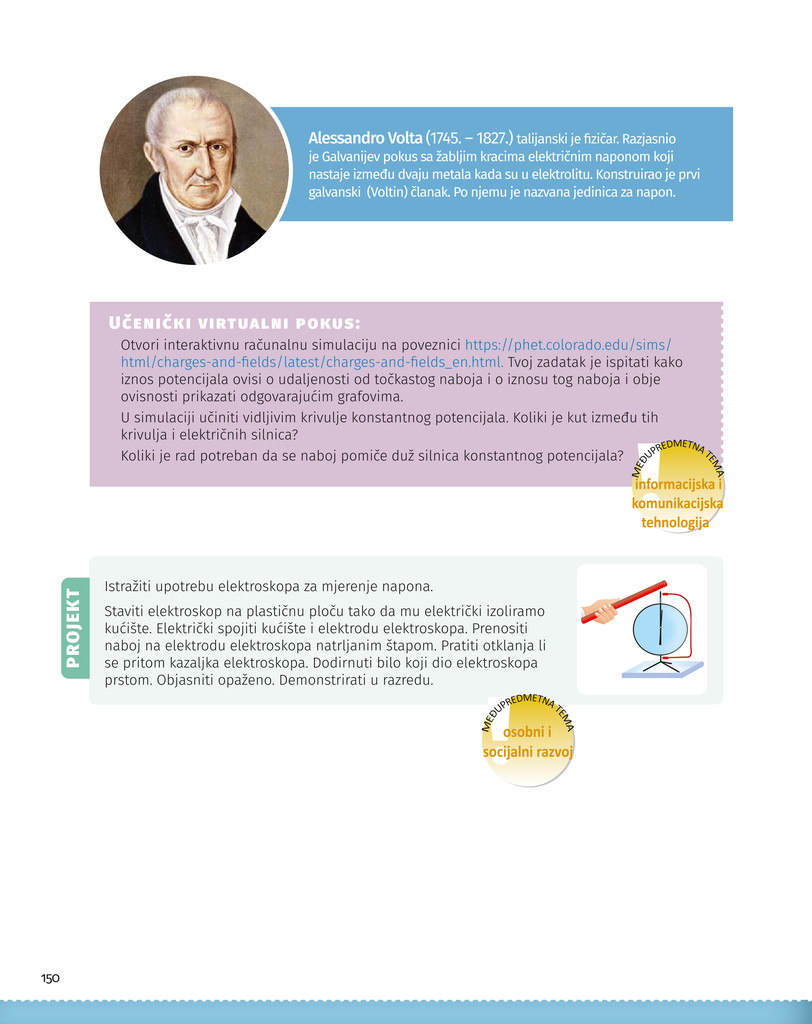 Alessandro Volta (1745. – 1827.) talijanski je fizičar. Razjasnio
je Galvanijev pokus sa žabljim kracima električnim naponom koji
nastaje između dvaju metala kada su u elektrolitu. Konstruirao je prvi
galvanski (Voltin) članak. Po njemu je nazvana jedinica za napon.
Učenički virtualni pokus:
Otvori interaktivnu računalnu simulaciju na poveznici https://phet.colorado.edu/sims/
html/charges-and-fields/latest/charges-and-fields_en.html. Tvoj zadatak je ispitati kako
iznos potencijala ovisi o udaljenosti od točkastog naboja i o iznosu tog naboja i obje
ovisnosti prikazati odgovarajućim grafovima.
U simulaciji učiniti vidljivim krivulje konstantnog potencijala. Koliki je kut između tih
krivulja i električnih silnica?
Koliki je rad potreban da se naboj pomiče duž silnica konstantnog potencijala?
MEĐUPREDMETNA TEMA
informacijska i
komunikacijska
tehnologija
PROJEKT
Istražiti upotrebu elektroskopa za mjerenje napona.
Staviti elektroskop na plastičnu ploču tako da mu električki izoliramo
kućište. Električki spojiti kućište i elektrodu elektroskopa. Prenositi
naboj na elektrodu elektroskopa natrljanim štapom. Pratiti otklanja li
se pritom kazaljka elektroskopa. Dodirnuti bilo koji dio elektroskopa
prstom. Objasniti opaženo. Demonstrirati u razredu.
MEĐUPREDMETNA TEMA
osobni i
socijalni razvoj
150